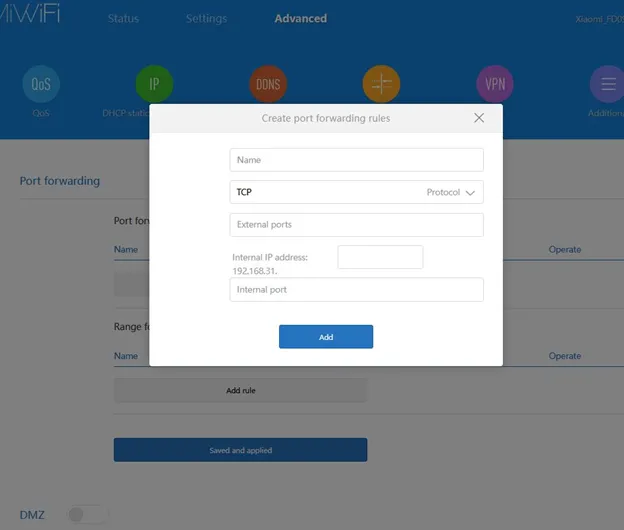 MiWiFi Status Settings Advanced
QoS IP DDNS VPN
QoS DHCP static Addition
Create port forwarding rules
Name
TCP Protocol
External ports
Internal IP address:
192.168.31.
Internal port
Add
Port forwarding
Port for
Name Operate
Range fo
Name Operate
Add rule
Saved and applied
DMZ